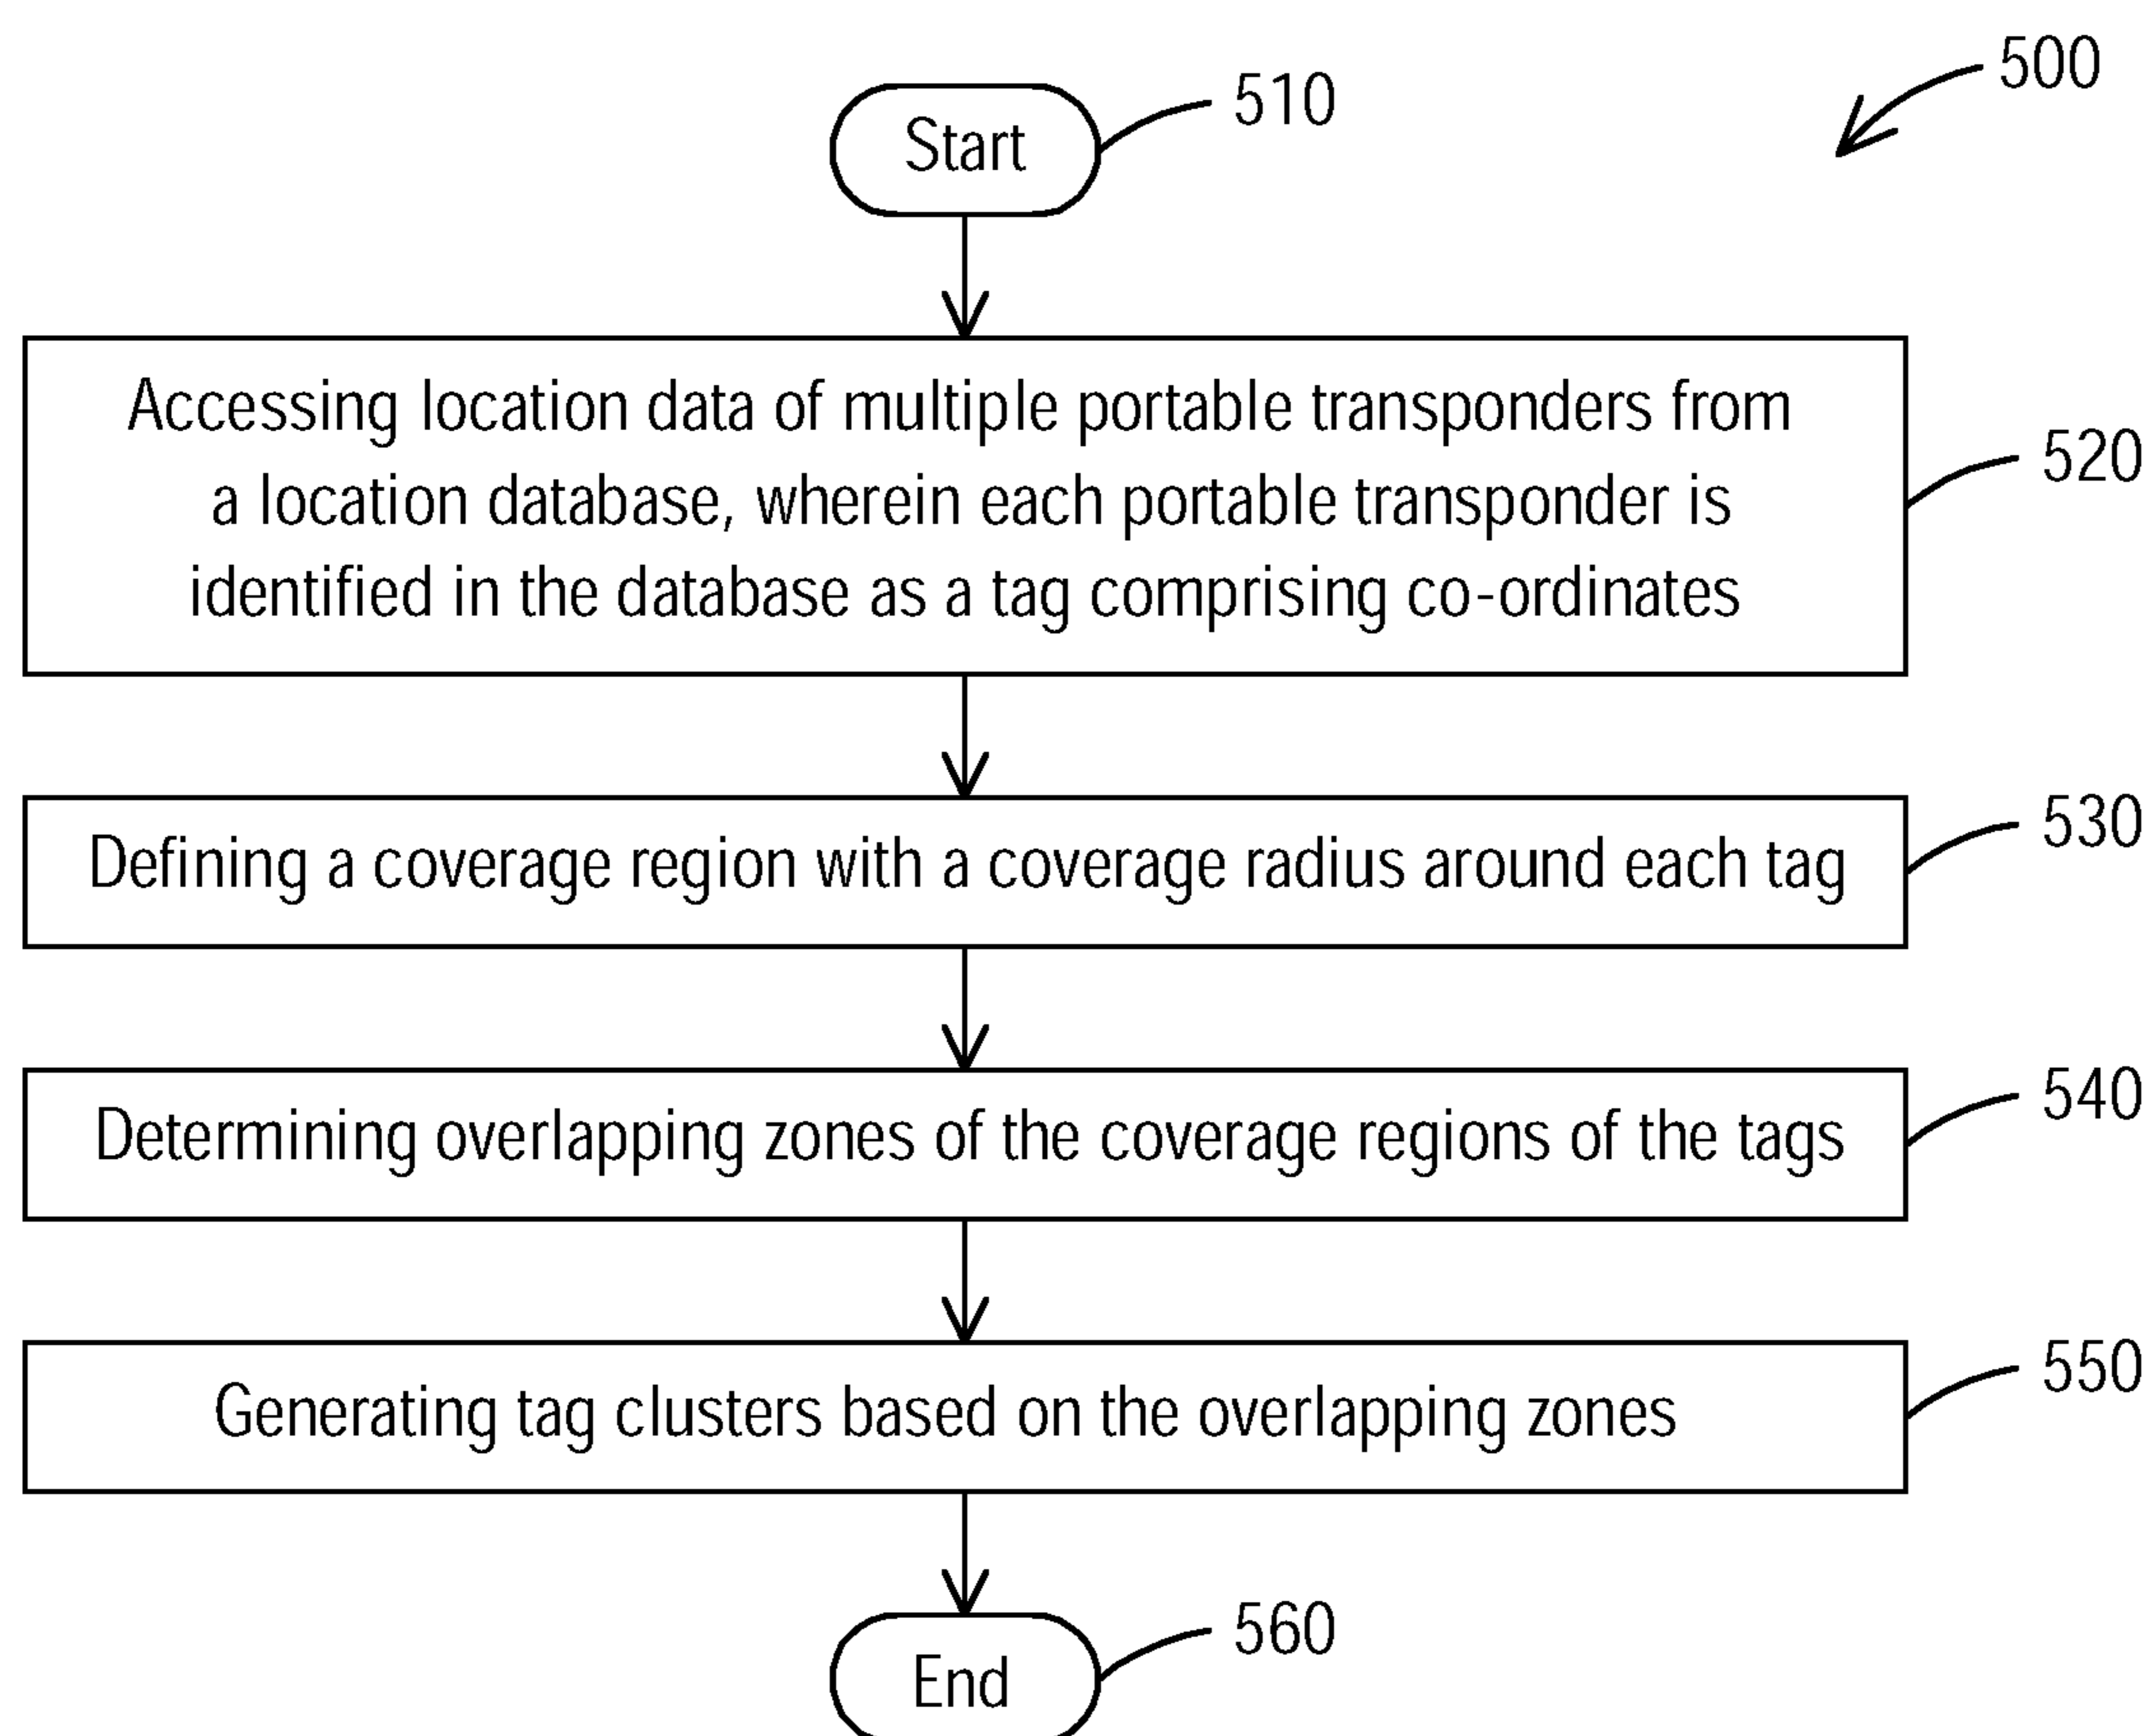 500
Start
510
Accessing location data of multiple portable transponders from
a location database, wherein each portable transponder is
identified in the database as a tag comprising co-ordinates
520
Defining a coverage region with a coverage radius around each tag
530
Determining overlapping zones of the coverage regions of the tags
540
Generating tag clusters based on the overlapping zones
550
End
560